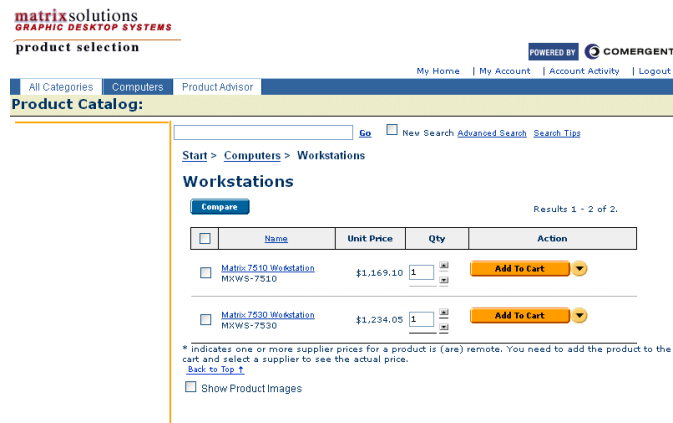 matrixsolutions
GRAPHIC DESKTOP SYSTEMS
product selection
POWERED BY COMERGENT
My Home | My Account | Account Activity | Logout
All Categories Computers Product Advisor
Product Catalog:
Go New Search Advanced Search Search Tips
Start > Computers > Workstations
Workstations
Compare
Results 1 - 2 of 2.
Name Unit Price Qty Action
Matrix 7510 Workstation
MXWS-7510
$1,169.10 1 Add To Cart
Matrix 7530 Workstation
MXWS-7530
$1,234.05 1 Add To Cart
* indicates one or more supplier prices for a product is (are) remote. You need to add the product to the
cart and select a supplier to see the actual price.
Back to Top ↑
Show Product Images